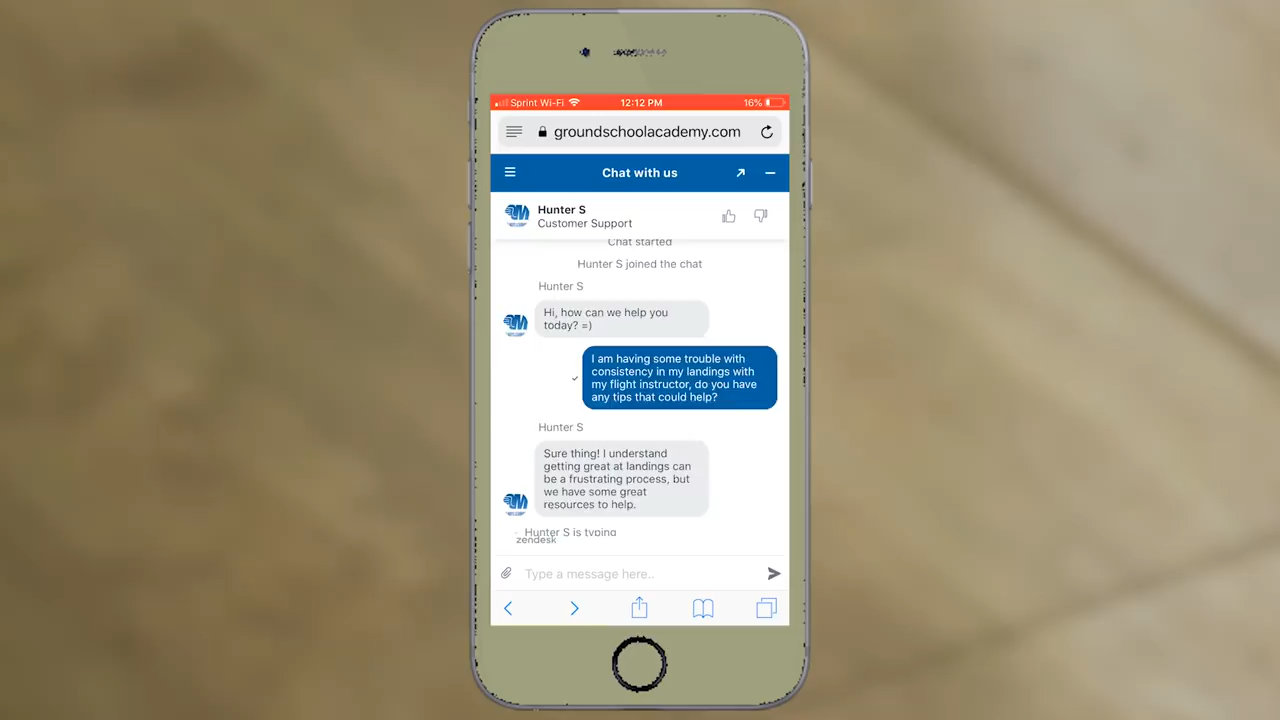 Sprint Wi-Fi 12:12 PM 16%
groundschoolacademy.com
Chat with us
Hunter S
Customer Support
Chat started
Hunter S joined the chat
Hunter S
Hi, how can we help you
today? =)
I am having some trouble with
consistency in my landings with
my flight instructor, do you have
any tips that could help?
Hunter S
Sure thing! I understand
getting great at landings can
be a frustrating process, but
we have some great
resources to help.
Hunter S is typing
zendesk
Type a message here..